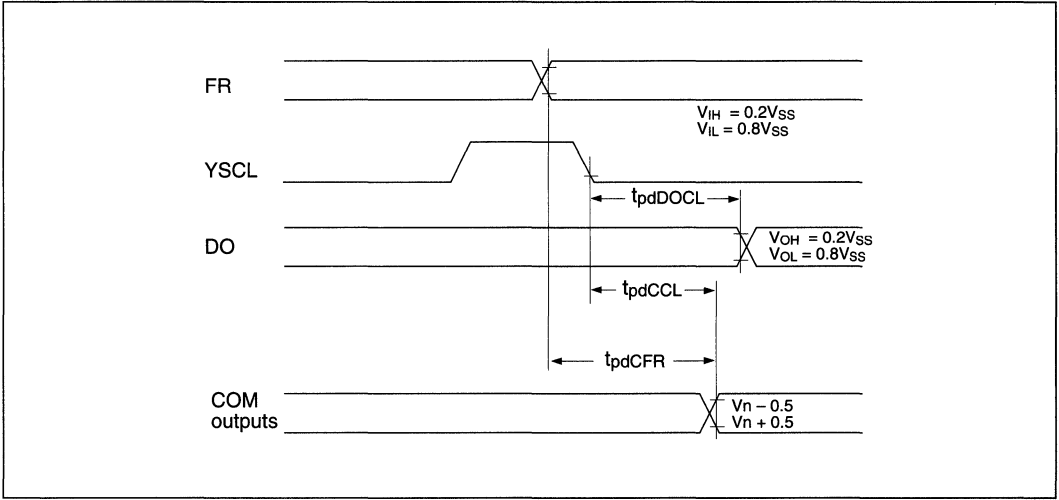 FR
VIH = 0.2VSS
VIL = 0.8VSS
YSCL
tpdDOCL
DO
VOH = 0.2VSS
VOL = 0.8VSS
tpdCCL
tpdCFR
COM
outputs
Vn – 0.5
Vn + 0.5